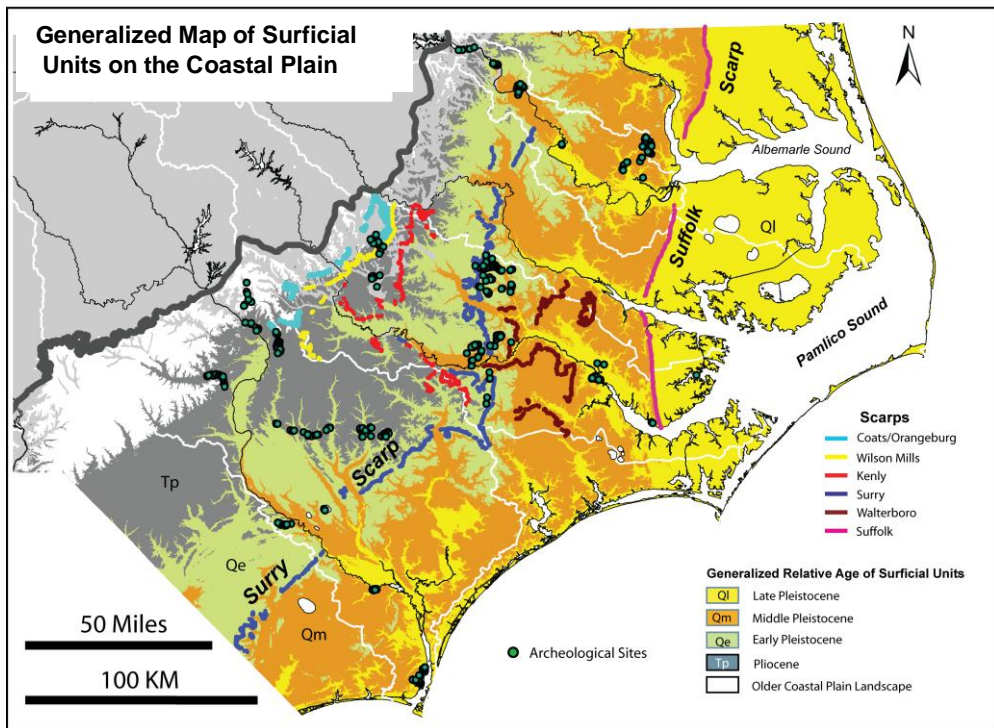 Generalized Map of Surficial
Units on the Coastal Plain
N
Scarp
Albemarle Sound
Suffolk
Ql
Pamlico Sound
Scarp
Tp
Qe
Surry
Qm
50 Miles
100 KM
Archeological Sites
Scarps
Coats/Orangeburg
Wilson Mills
Kenly
Surry
Walterboro
Suffolk
Generalized Relative Age of Surficial Units
Ql Late Pleistocene
Qm Middle Pleistocene
Qe Early Pleistocene
Tp Pliocene
Older Coastal Plain Landscape